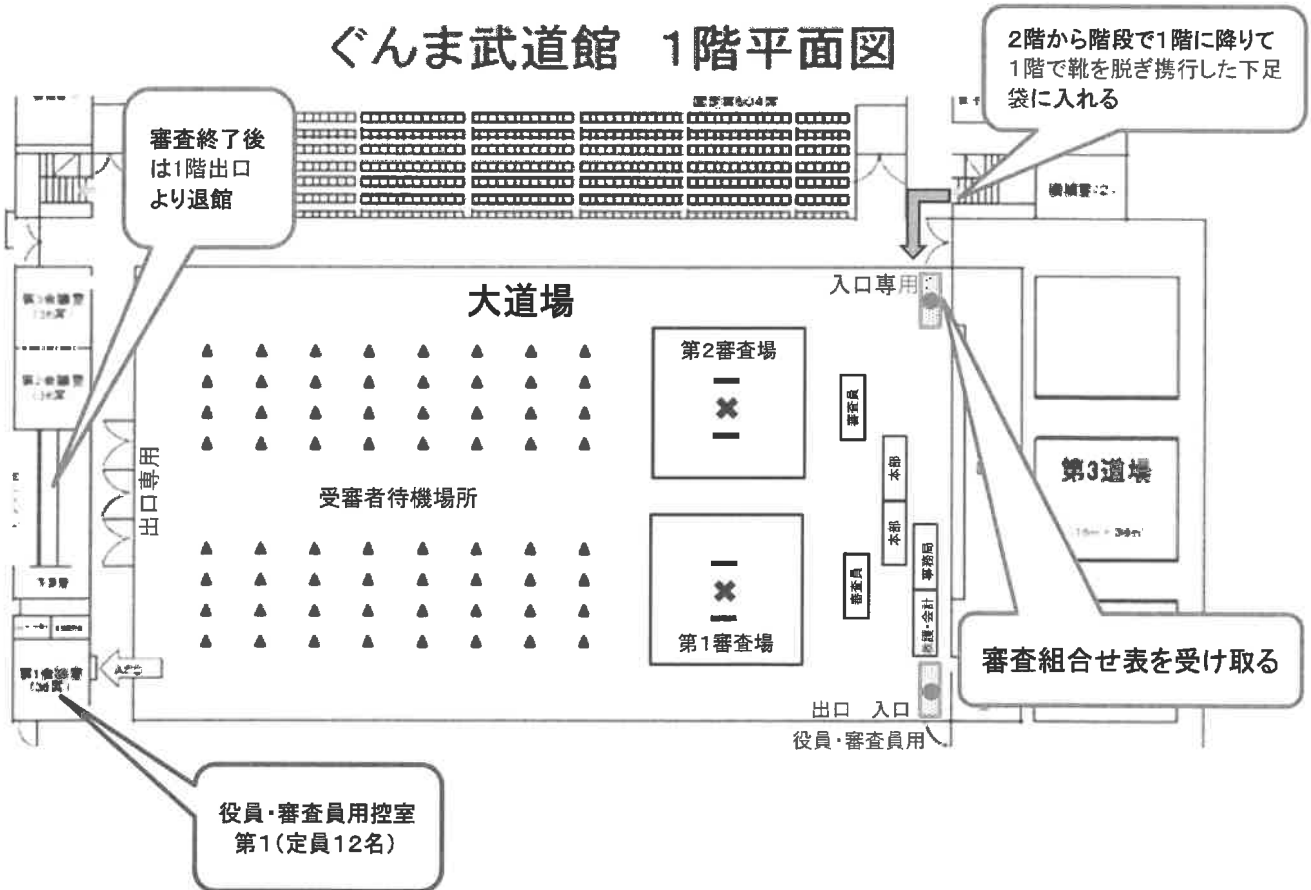 ぐんま武道館 1階平面図
2階から階段で1階に降りて
1階で靴を脱ぎ携行した下足
袋に入れる
審査終了後
は1階出口
より退館
大道場
入口専用
第2審査場
審査員
本部
第3道場
出口専用
受審者待機場所
本部
事務局
審査員
第1審査場
審査組合せ表を受け取る
出口 入口
役員・審査員用
役員・審査員用控室
第1(定員12名)